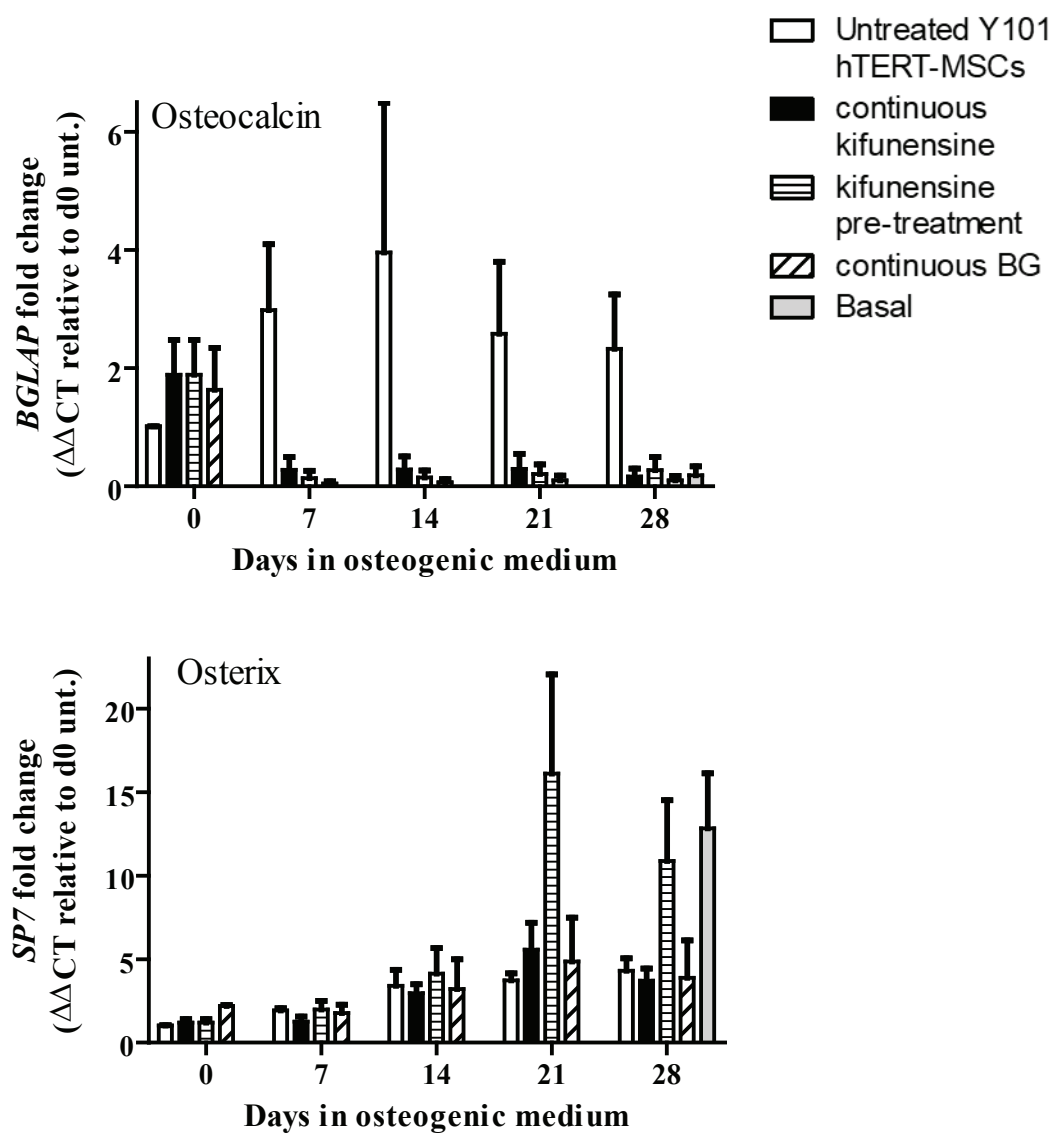 Untreated Y101
hTERT-MSCs
continuous
kifunensine
kifunensine
pre-treatment
continuous BG
Basal
Osteocalcin
BGLAP fold change
(ΔΔCT relative to d0 unt.)
6
4
2
0
0 7 14 21 28
Days in osteogenic medium
Osterix
SP7 fold change
(ΔΔCT relative to d0 unt.)
20
15
10
5
0
0 7 14 21 28
Days in osteogenic medium